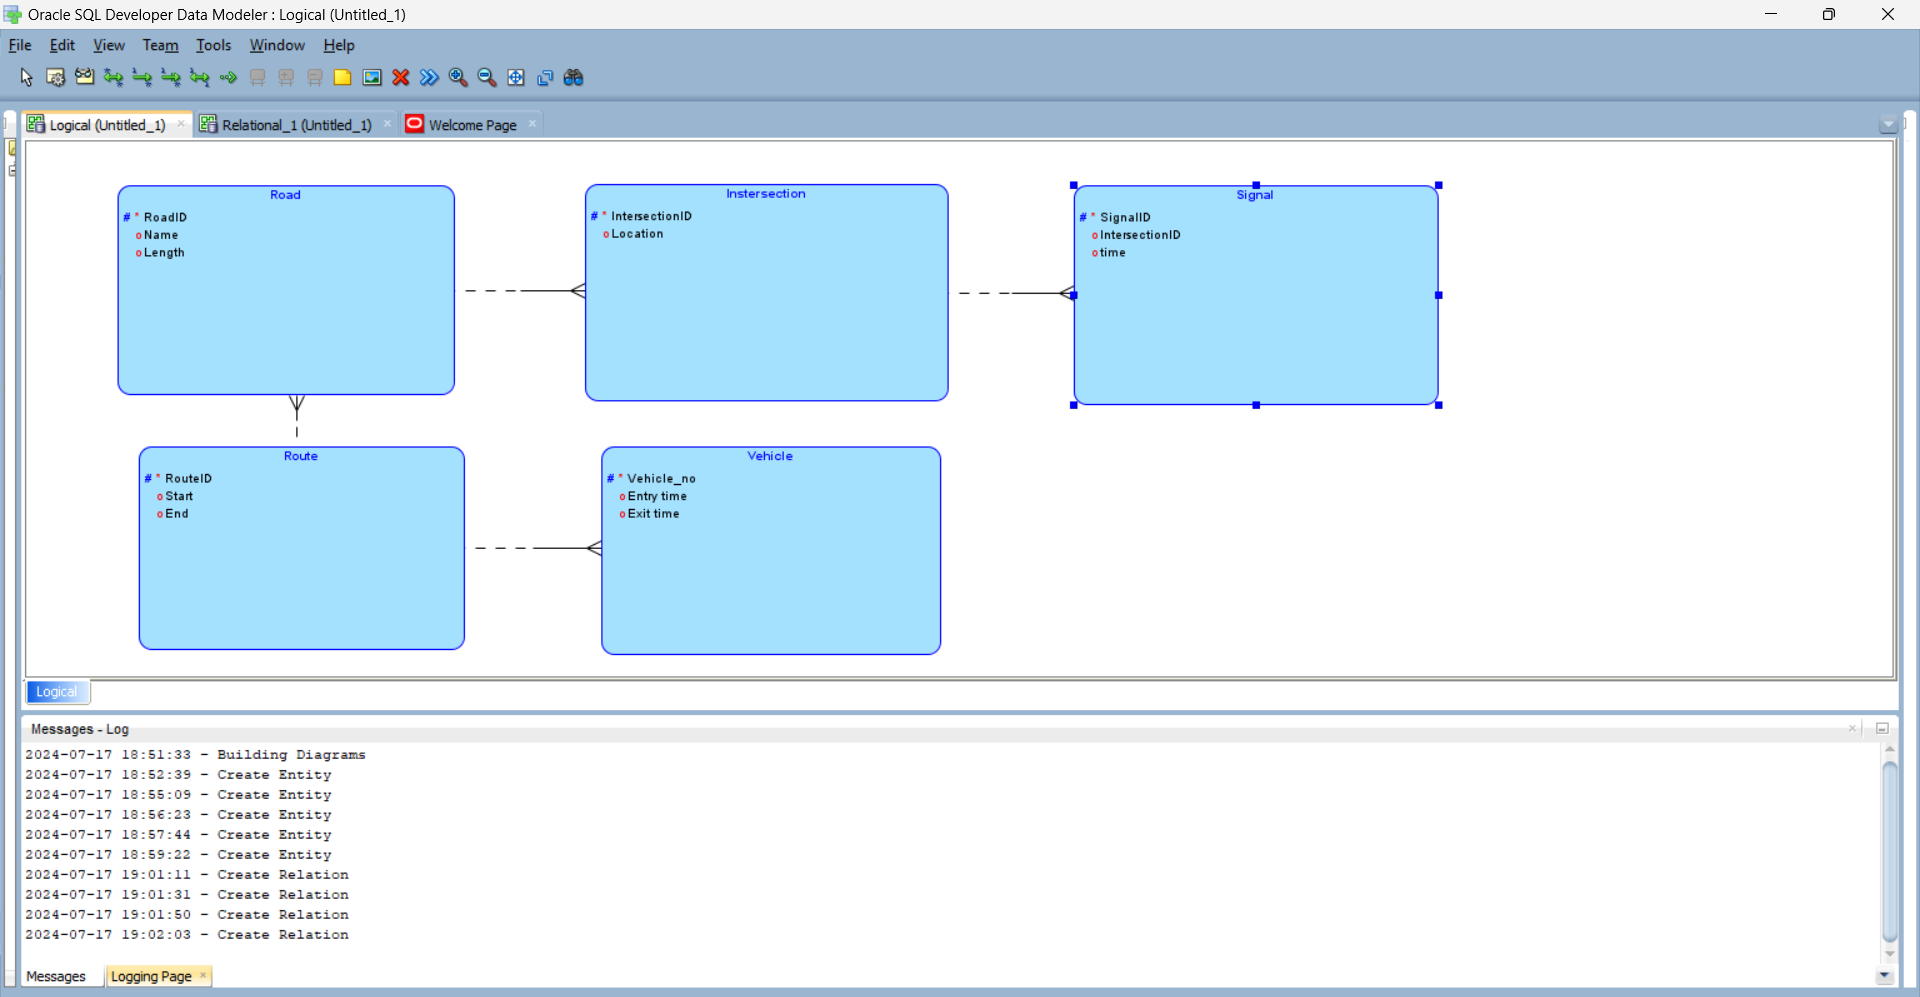 Oracle SQL Developer Data Modeler : Logical (Untitled_1)
File Edit View Team Tools Window Help
Logical (Untitled_1) Relational_1 (Untitled_1) Welcome Page
Road
# * RoadID
o Name
o Length
Instersection
# * IntersectionID
o Location
Signal
# * SignalID
o IntersectionID
o time
Route
# * RouteID
o Start
o End
Vehicle
# * Vehicle_no
o Entry time
o Exit time
Logical
Messages - Log
2024-07-17 18:51:33 - Building Diagrams
2024-07-17 18:52:39 - Create Entity
2024-07-17 18:55:09 - Create Entity
2024-07-17 18:56:23 - Create Entity
2024-07-17 18:57:44 - Create Entity
2024-07-17 18:59:22 - Create Entity
2024-07-17 19:01:11 - Create Relation
2024-07-17 19:01:31 - Create Relation
2024-07-17 19:01:50 - Create Relation
2024-07-17 19:02:03 - Create Relation
Messages Logging Page